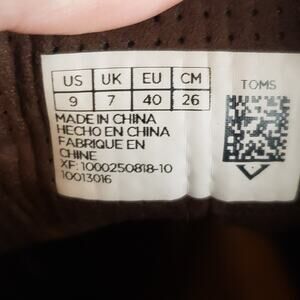 US UK EU CM
9 7 40 26
TOMS
MADE IN CHINA
HECHO EN CHINA
FABRIQUE EN
CHINE
XF: 1000250818-10
10013016